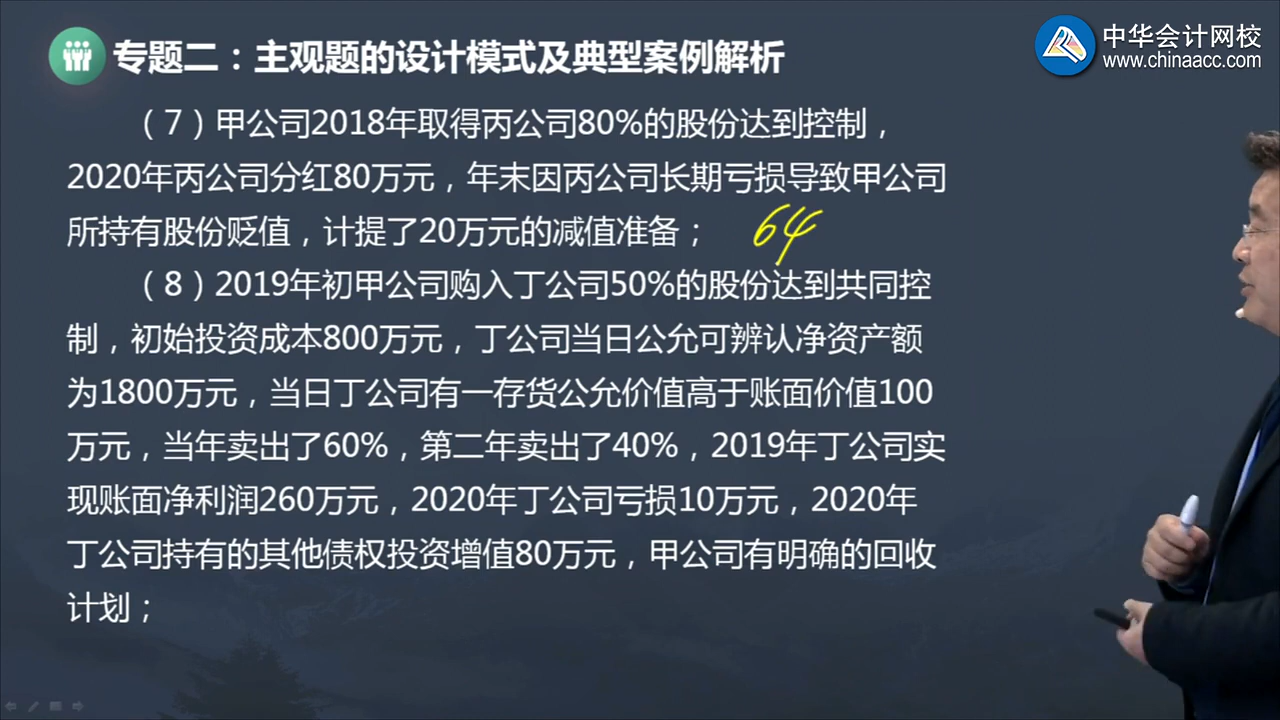 专题二：主观题的设计模式及典型案例解析
中华会计网校
www.chinaacc.com
（7）甲公司2018年取得丙公司80%的股份达到控制，
2020年丙公司分红80万元，年末因丙公司长期亏损导致甲公司
所持有股份贬值，计提了20万元的减值准备； 64
（8）2019年初甲公司购入丁公司50%的股份达到共同控
制，初始投资成本800万元，丁公司当日公允可辨认净资产额
为1800万元，当日丁公司有一存货公允价值高于账面价值100
万元，当年卖出了60%，第二年卖出了40%，2019年丁公司实
现账面净利润260万元，2020年丁公司亏损10万元，2020年
丁公司持有的其他债权投资增值80万元，甲公司有明确的回收
计划；